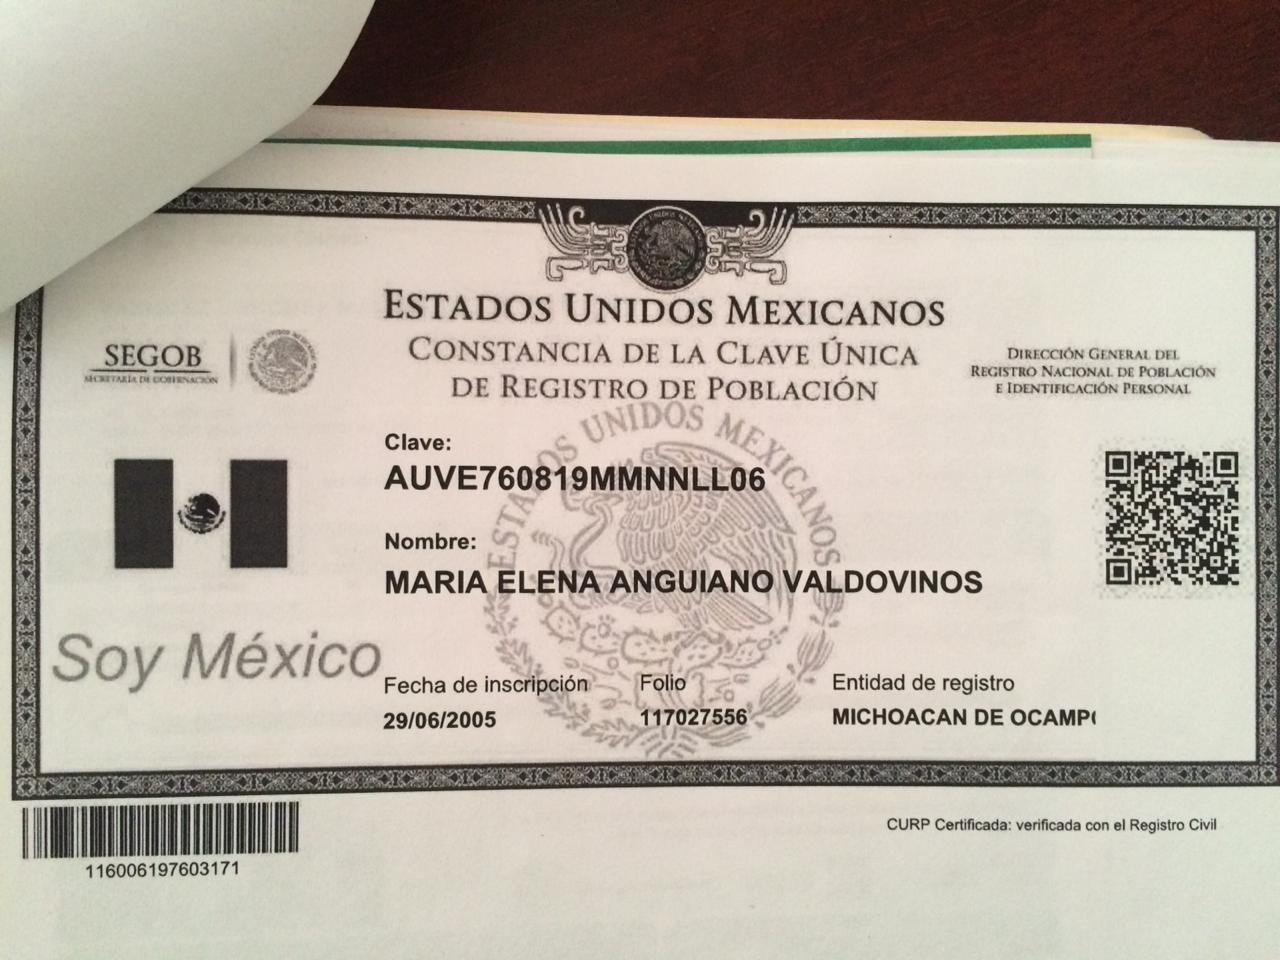 ESTADOS UNIDOS MEXICANOS
CONSTANCIA DE LA CLAVE ÚNICA
DE REGISTRO DE POBLACIÓN
SEGOB
SECRETARÍA DE GOBERNACIÓN
DIRECCIÓN GENERAL DEL
REGISTRO NACIONAL DE POBLACIÓN
E IDENTIFICACIÓN PERSONAL
ESTADOS UNIDOS MEXICANOS
Clave:
AUVE760819MMNNLL06
Nombre:
MARIA ELENA ANGUIANO VALDOVINOS
Soy México
Fecha de inscripción Folio Entidad de registro
29/06/2005 117027556 MICHOACAN DE OCAMP
CURP Certificada: verificada con el Registro Civil
116006197603171